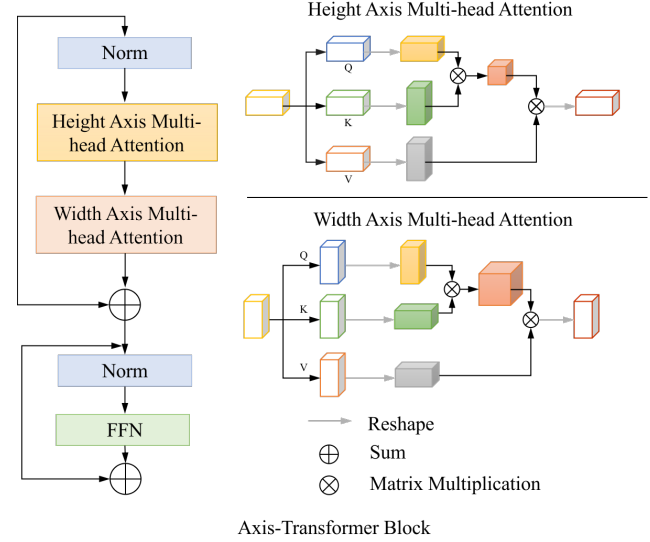 Norm
Height Axis Multi-
head Attention
Width Axis Multi-
head Attention
Norm
FFN
Height Axis Multi-head Attention
Q
K
V
Width Axis Multi-head Attention
Q
K
V
Reshape
Sum
Matrix Multiplication
Axis-Transformer Block